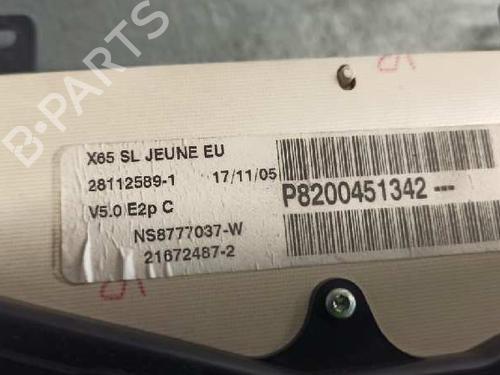 B-PARTS
X65 SL JEUNE EU
28112589-1 17/11/05
V5.0 E2p C
NS8777037-W
21672487-2
P8200451342---